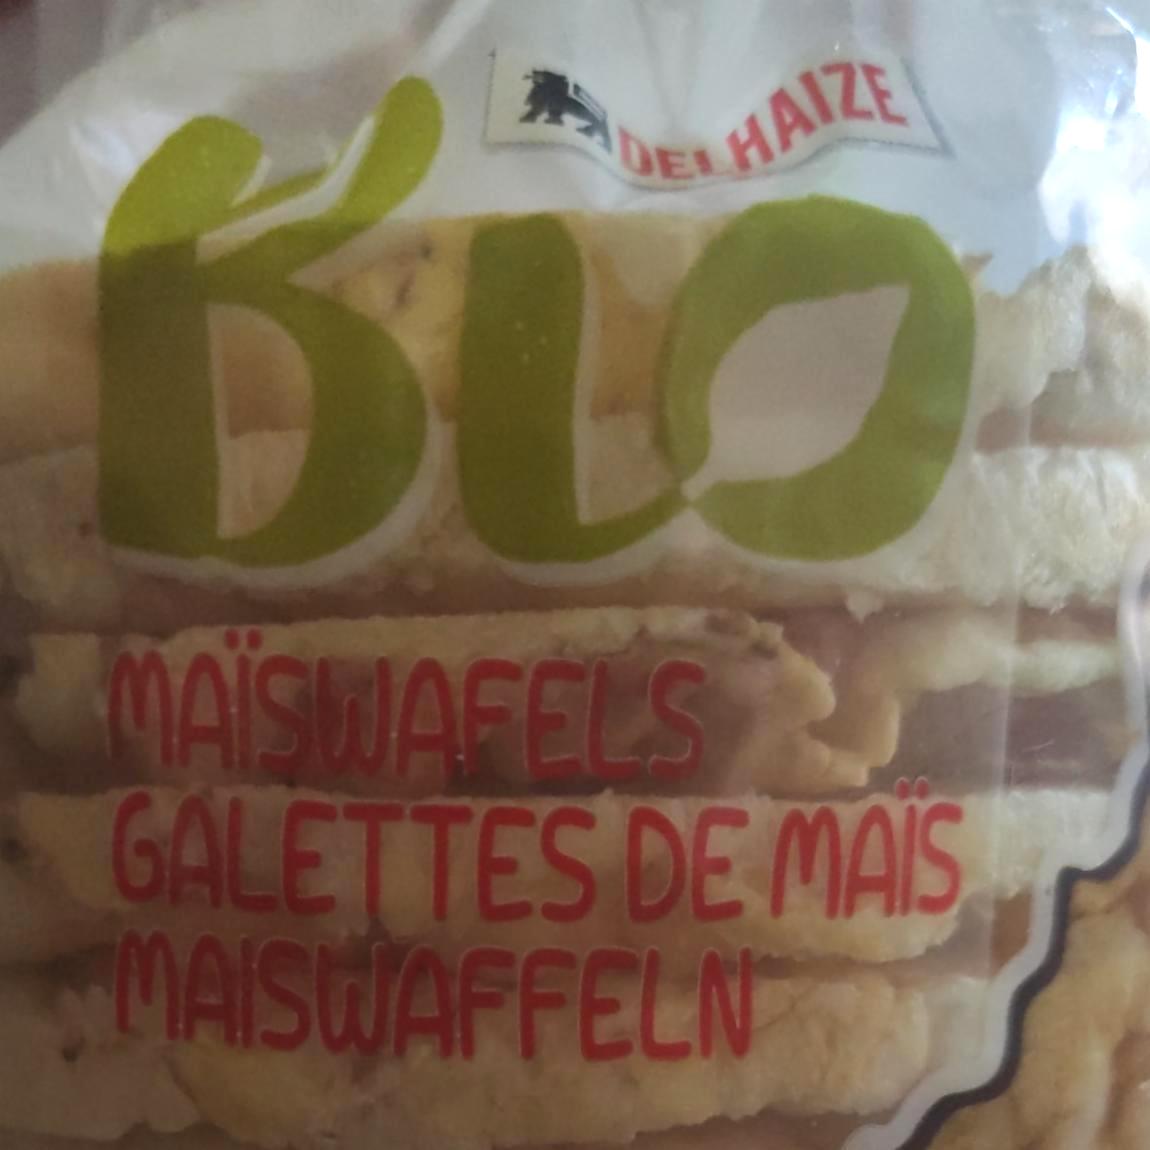 DELHAIZE
BIO
MAÏSWAFELS
GALETTES DE MAÏS
MAISWAFFELN